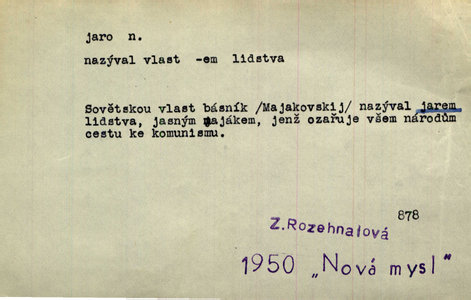 jaro n.
nazýval vlast -em lidstva
Sovětskou vlast básník /Majakovskij/ nazýval jarem
lidstva, jasným majákem, jenž ozařuje všem národům
cestu ke komunismu.
878
Z. Rozehnalová
1950 „Nová mysl"